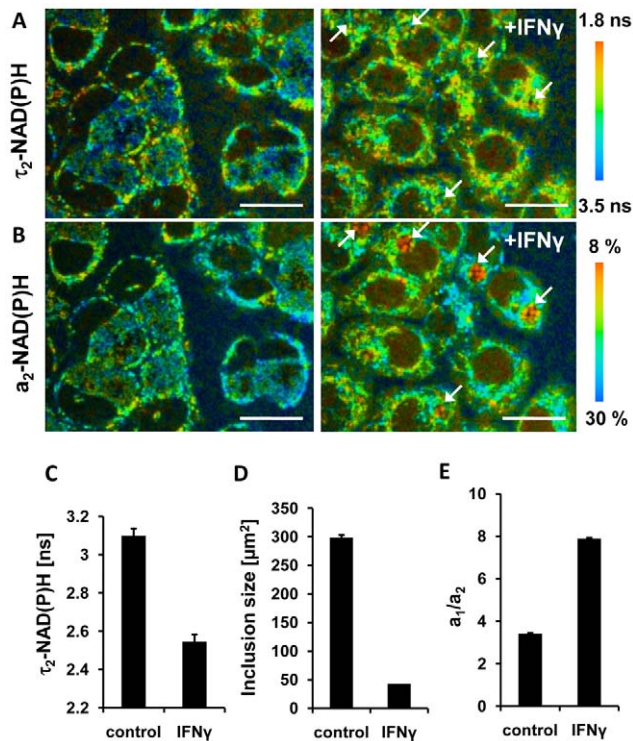 A
τ2-NAD(P)H
+IFNγ
1.8 ns
3.5 ns
B
a2-NAD(P)H
+IFNγ
8 %
30 %
C
τ2-NAD(P)H [ns]
3.2
3
2.8
2.6
2.4
2.2
control IFNγ
D
Inclusion size [µm²]
350
300
250
200
150
100
50
0
control IFNγ
E
a1/a2
8
6
4
2
0
control IFNγ